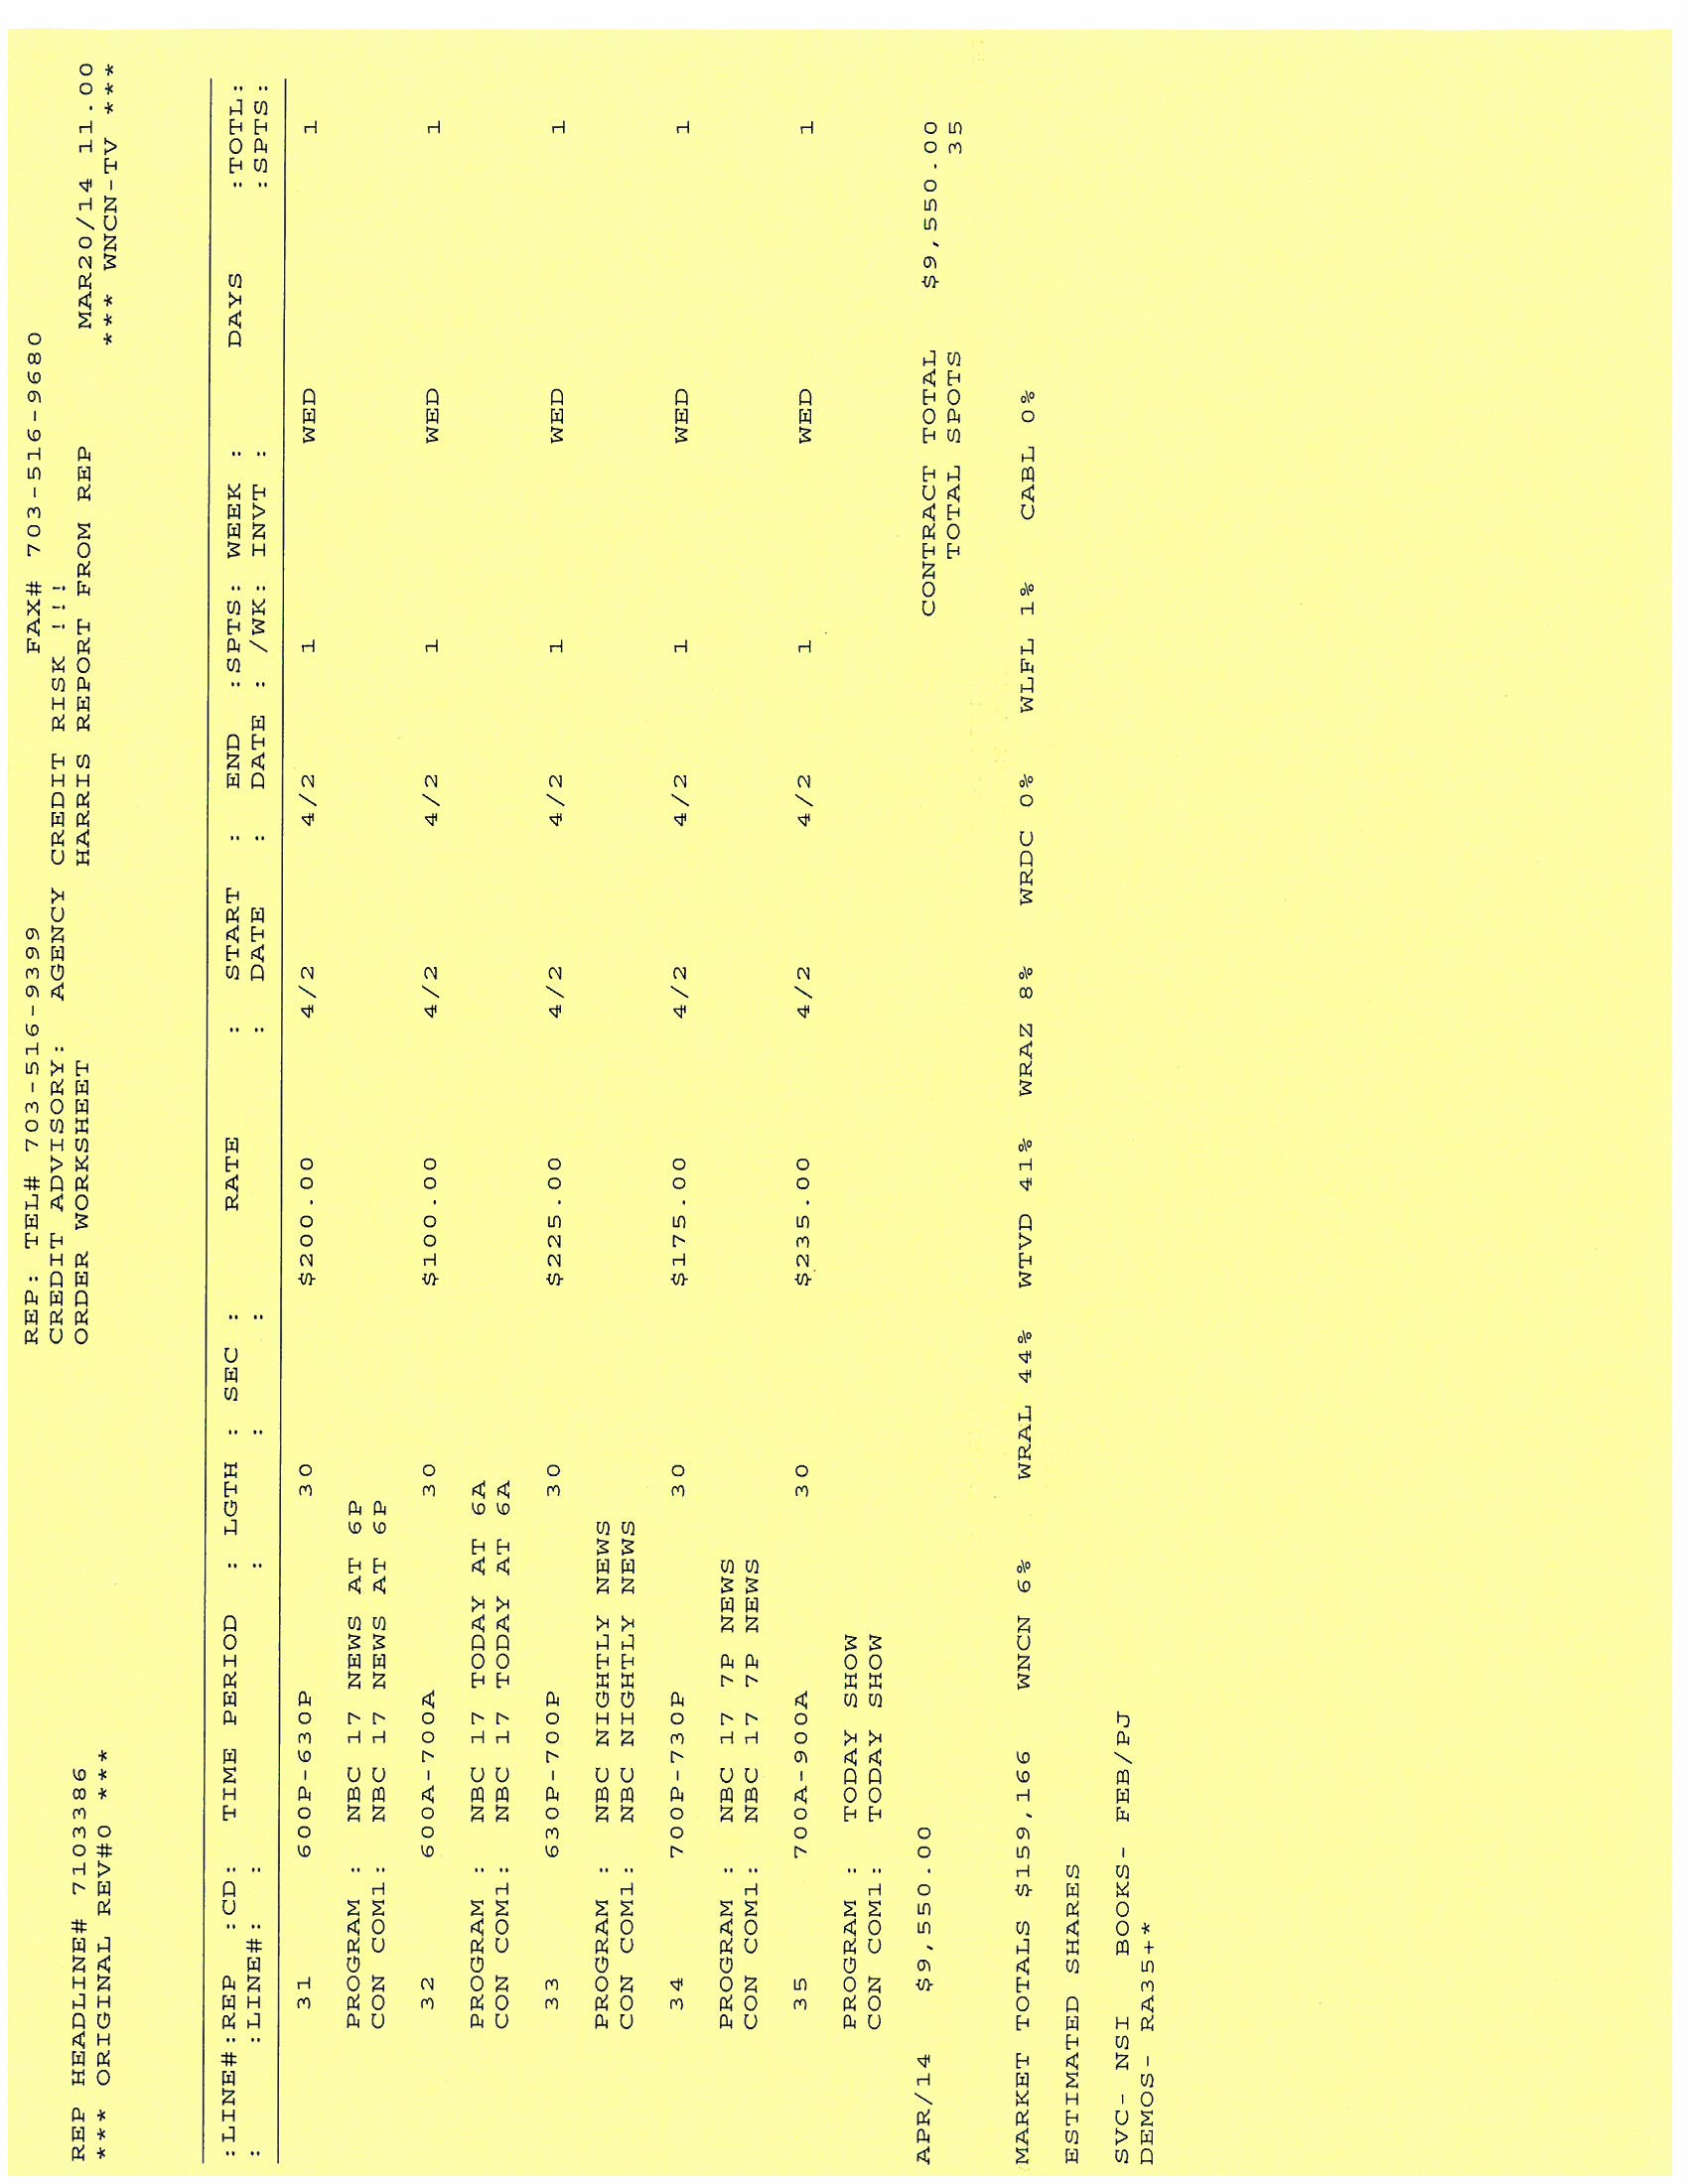 REP: TEL# 703-516-9399 FAX# 703-516-9680
CREDIT ADVISORY: AGENCY CREDIT RISK !!!
REP HEADLINE# 7103386 ORDER WORKSHEET HARRIS REPORT FROM REP MAR20/14 11.00
*** ORIGINAL REV#0 *** *** WNCN-TV ***
:LINE#:REP :CD: TIME PERIOD : LGTH : SEC : RATE : START : END :SPTS: WEEK : DAYS :TOTL:
: :LINE#: : : : : DATE : DATE : /WK: INVT : :SPTS:
31 600P-630P 30 $200.00 4/2 4/2 1 WED 1
PROGRAM : NBC 17 NEWS AT 6P
CON COM1: NBC 17 NEWS AT 6P
32 600A-700A 30 $100.00 4/2 4/2 1 WED 1
PROGRAM : NBC 17 TODAY AT 6A
CON COM1: NBC 17 TODAY AT 6A
33 630P-700P 30 $225.00 4/2 4/2 1 WED 1
PROGRAM : NBC NIGHTLY NEWS
CON COM1: NBC NIGHTLY NEWS
34 700P-730P 30 $175.00 4/2 4/2 1 WED 1
PROGRAM : NBC 17 7P NEWS
CON COM1: NBC 17 7P NEWS
35 700A-900A 30 $235.00 4/2 4/2 1 WED 1
PROGRAM : TODAY SHOW
CON COM1: TODAY SHOW
APR/14 $9,550.00 CONTRACT TOTAL $9,550.00
TOTAL SPOTS 35
MARKET TOTALS $159,166 WNCN 6% WRAL 44% WTVD 41% WRAZ 8% WRDC 0% WLFL 1% CABL 0%
ESTIMATED SHARES
SVC- NSI BOOKS- FEB/PJ
DEMOS- RA35+*